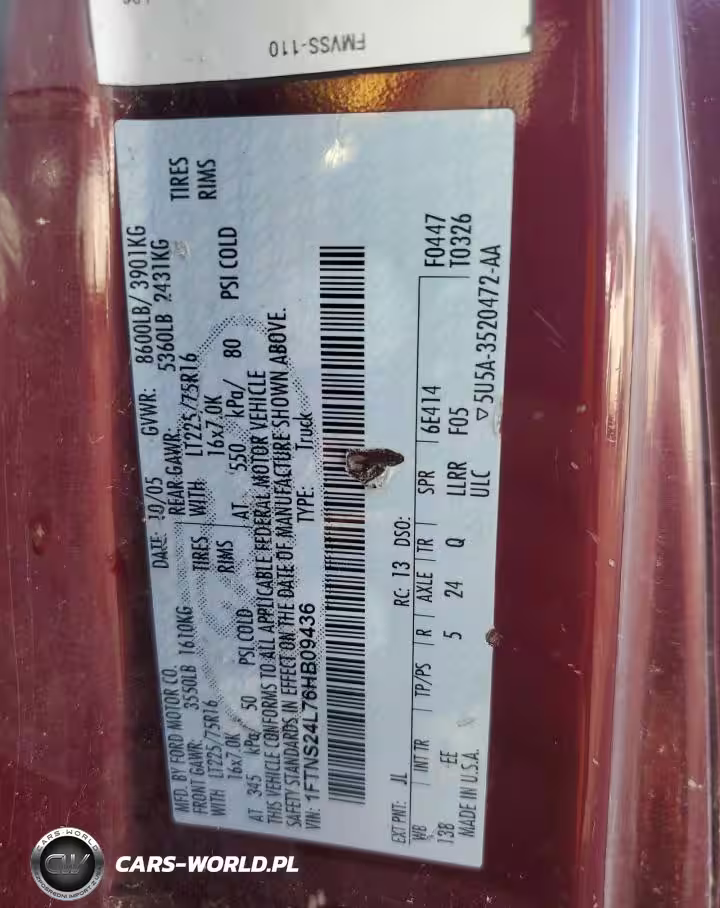 FMVSS-110
MFD. BY FORD MOTOR CO.
DATE: 10/05 GVWR: 8600LB/ 3901KG
FRONT GAWR: 3550LB 1610KG
REAR GAWR: 5360LB 2431KG
WITH LT225/75R16 TIRES
WITH LT225/75R16 TIRES
16x7.0K RIMS
16x7.0K RIMS
AT 345 kPa/ 50 PSI COLD
AT 550 kPa/ 80 PSI COLD
THIS VEHICLE CONFORMS TO ALL APPLICABLE FEDERAL MOTOR VEHICLE
SAFETY STANDARDS IN EFFECT ON THE DATE OF MANUFACTURE SHOWN ABOVE.
VIN: 1FTNS24L76HB09436
TYPE: Truck
EXT PNT: JL RC: 13 DSO: F0447
WB INT TR TP/PS R AXLE TR SPR 6E414 T0326
138 EE 5 24 Q LLRR F05
MADE IN U.S.A. ULC ▽5U5A-3520472-AA
CARS-WORLD
CW
CARS-WORLD.PL